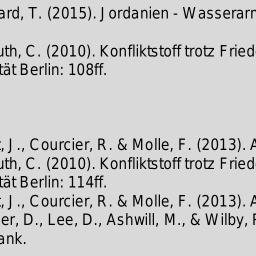 ard, T. (2015). Jordanien - Wasserarm
uth, C. (2010). Konfliktstoff trotz Fried
tät Berlin: 108ff.
, J., Courcier, R. & Molle, F. (2013). A
uth, C. (2010). Konfliktstoff trotz Fried
tät Berlin: 114ff.
, J., Courcier, R. & Molle, F. (2013). A
er, D., Lee, D., Ashwill, M., & Wilby, R
ank.